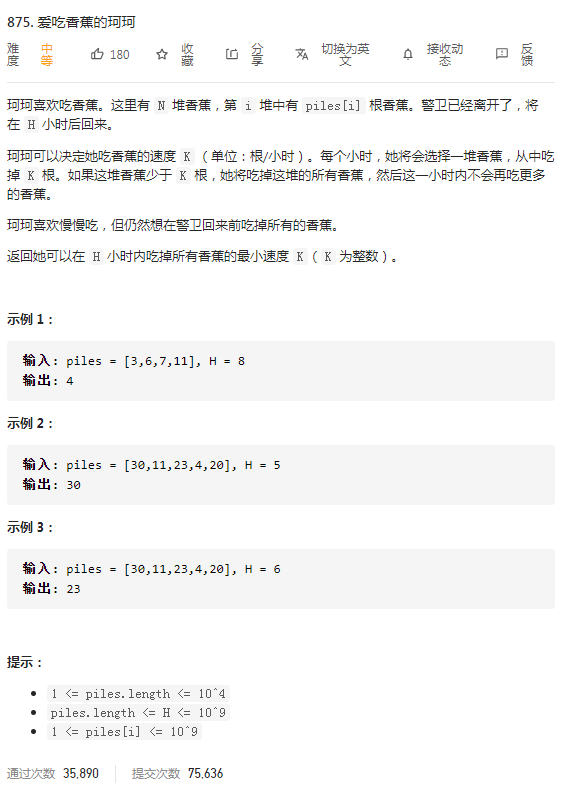 875. 爱吃香蕉的珂珂
难度 中等 180 收藏 分享 切换为英文 接收动态 反馈
珂珂喜欢吃香蕉。这里有 N 堆香蕉，第 i 堆中有 piles[i] 根香蕉。警卫已经离开了，将
在 H 小时后回来。
珂珂可以决定她吃香蕉的速度 K （单位：根/小时）。每个小时，她将会选择一堆香蕉，从中吃
掉 K 根。如果这堆香蕉少于 K 根，她将吃掉这堆的所有香蕉，然后这一小时内不会再吃更多
的香蕉。
珂珂喜欢慢慢吃，但仍然想在警卫回来前吃掉所有的香蕉。
返回她可以在 H 小时内吃掉所有香蕉的最小速度 K（ K 为整数）。
示例 1：
输入: piles = [3,6,7,11], H = 8
输出: 4
示例 2：
输入: piles = [30,11,23,4,20], H = 5
输出: 30
示例 3：
输入: piles = [30,11,23,4,20], H = 6
输出: 23
提示：
1 <= piles.length <= 10^4
piles.length <= H <= 10^9
1 <= piles[i] <= 10^9
通过次数 35,890 提交次数 75,636